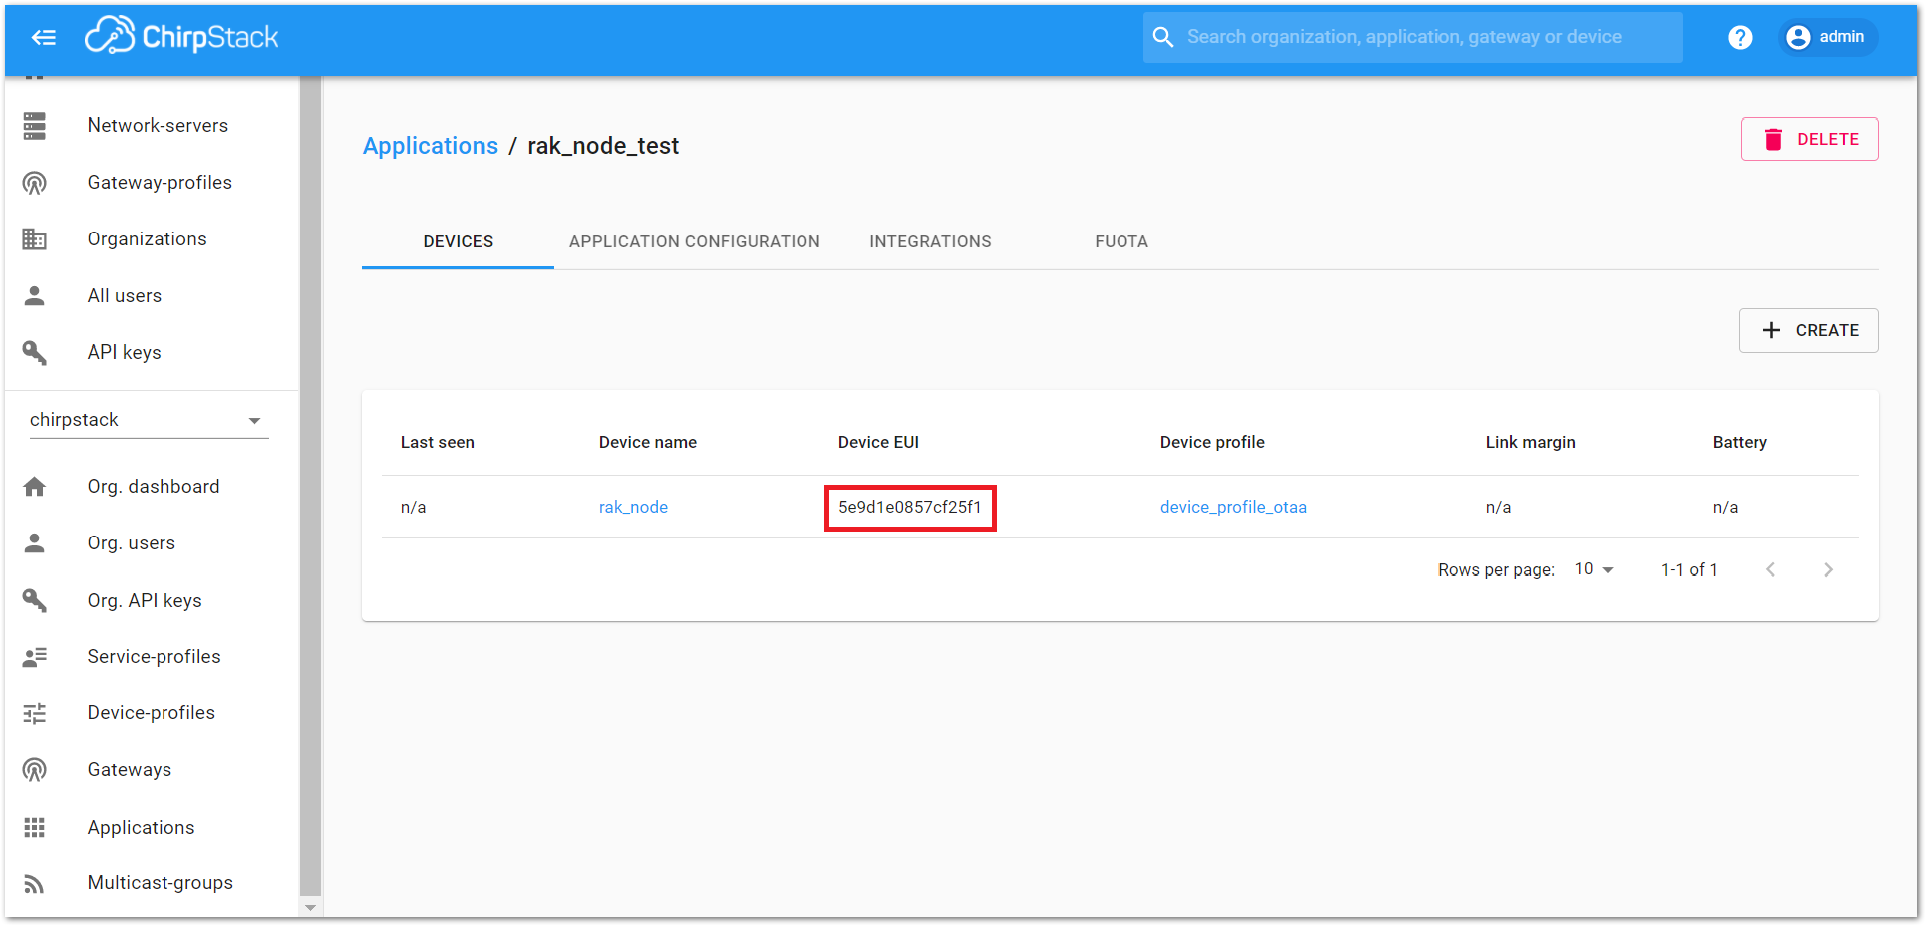 ChirpStack
Search organization, application, gateway or device
? admin
Network-servers
Gateway-profiles
Organizations
All users
API keys
chirpstack
Org. dashboard
Org. users
Org. API keys
Service-profiles
Device-profiles
Gateways
Applications
Multicast-groups
Applications / rak_node_test
DELETE
DEVICES APPLICATION CONFIGURATION INTEGRATIONS FUOTA
+ CREATE
Last seen Device name Device EUI Device profile Link margin Battery
n/a rak_node 5e9d1e0857cf25f1 device_profile_otaa n/a n/a
Rows per page: 10 1-1 of 1